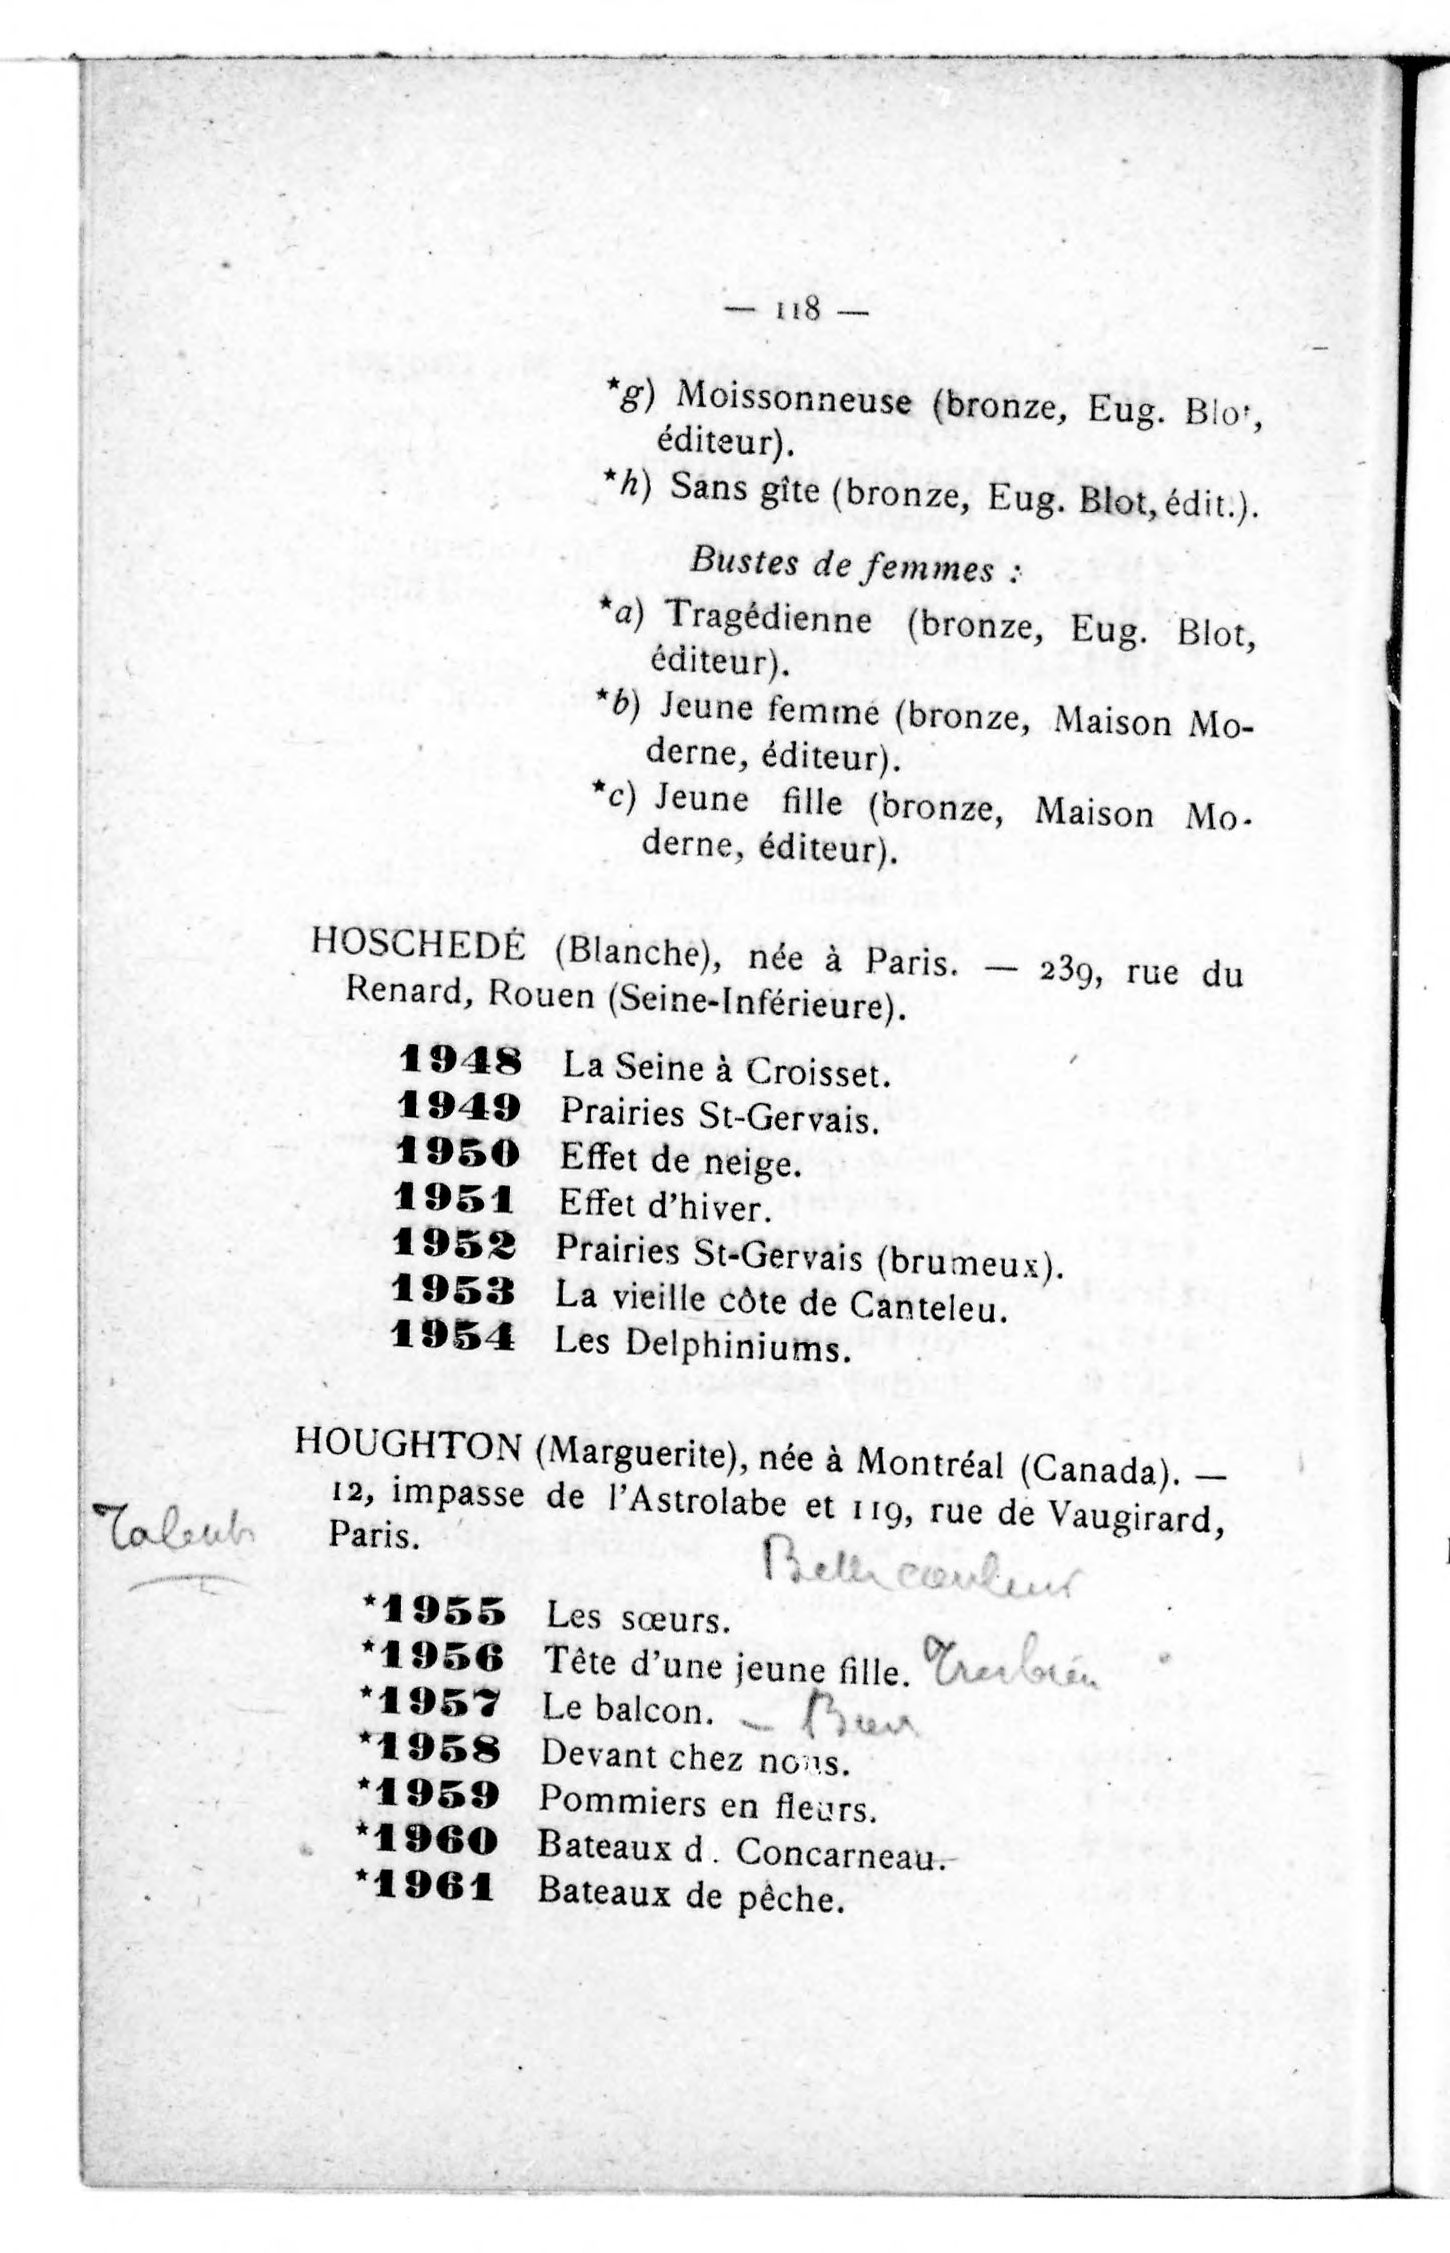 — 118 —
*g) Moissonneuse (bronze, Eug. Blot,
éditeur).
*h) Sans gîte (bronze, Eug. Blot, édit.).
Bustes de femmes :
*a) Tragédienne (bronze, Eug. Blot,
éditeur).
*b) Jeune femme (bronze, Maison Mo-
derne, éditeur).
*c) Jeune fille (bronze, Maison Mo-
derne, éditeur).
HOSCHEDÉ (Blanche), née à Paris. — 239, rue du
Renard, Rouen (Seine-Inférieure).
1948 La Seine à Croisset.
1949 Prairies St-Gervais.
1950 Effet de neige.
1951 Effet d'hiver.
1952 Prairies St-Gervais (brumeux).
1953 La vieille côte de Canteleu.
1954 Les Delphiniums.
HOUGHTON (Marguerite), née à Montréal (Canada). —
12, impasse de l'Astrolabe et 119, rue de Vaugirard,
Talent Paris.
Belle couleur
*1955 Les sœurs.
*1956 Tête d'une jeune fille. Tres bien
*1957 Le balcon. — Bien
*1958 Devant chez nous.
*1959 Pommiers en fleurs.
*1960 Bateaux d. Concarneau.
*1961 Bateaux de pêche.